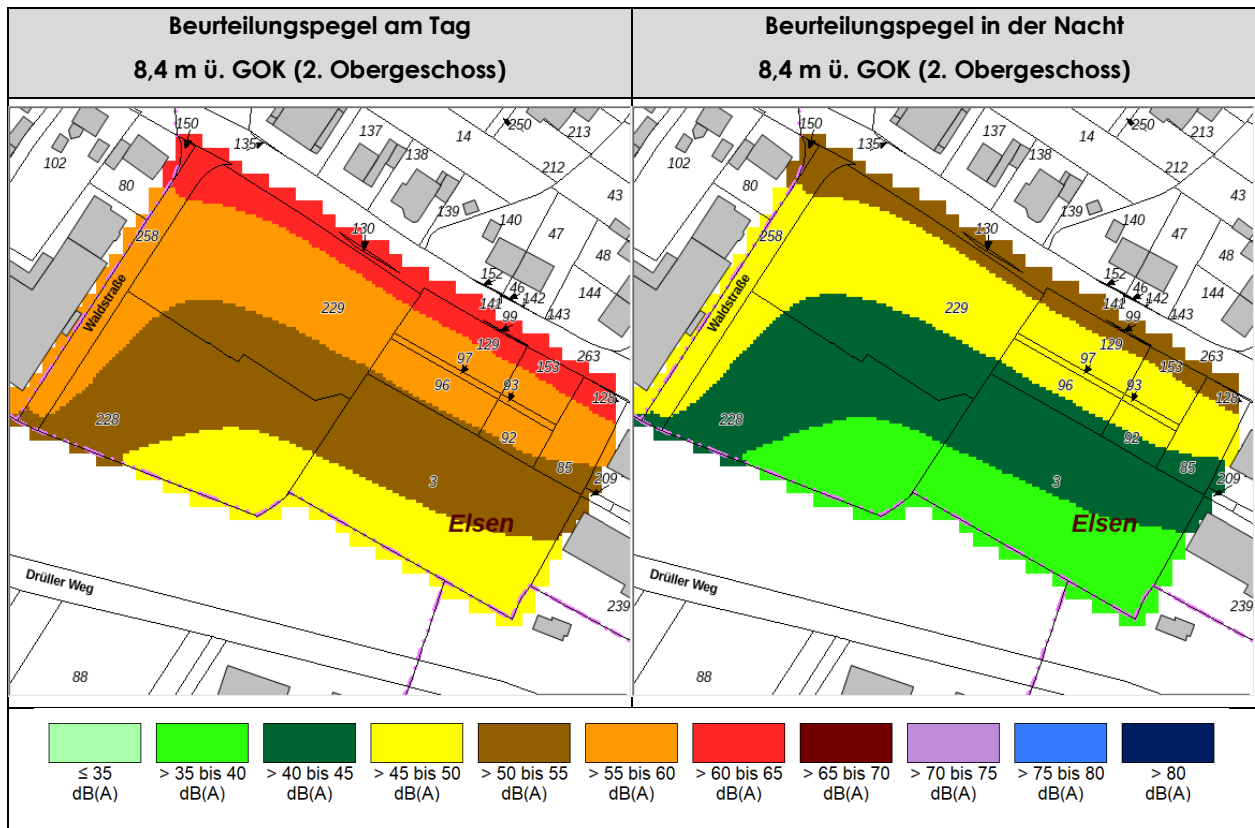 Beurteilungspegel am Tag
8,4 m ü. GOK (2. Obergeschoss)
Beurteilungspegel in der Nacht
8,4 m ü. GOK (2. Obergeschoss)
150
135
137
14
250
213
102
138
212
80
43
139
140
130
47
258
48
152
46
Waldstraße
144
141
142
229
143
99
129
263
97
153
96
93
128
228
92
85
3
209
Elsen
Drüller Weg
239
88
150
135
137
14
250
213
102
138
212
80
43
139
140
130
47
258
48
152
46
Waldstraße
144
141
142
229
143
99
129
263
97
153
96
93
128
228
92
85
3
209
Elsen
Drüller Weg
239
88
≤ 35
dB(A)
> 35 bis 40
dB(A)
> 40 bis 45
dB(A)
> 45 bis 50
dB(A)
> 50 bis 55
dB(A)
> 55 bis 60
dB(A)
> 60 bis 65
dB(A)
> 65 bis 70
dB(A)
> 70 bis 75
dB(A)
> 75 bis 80
dB(A)
> 80
dB(A)